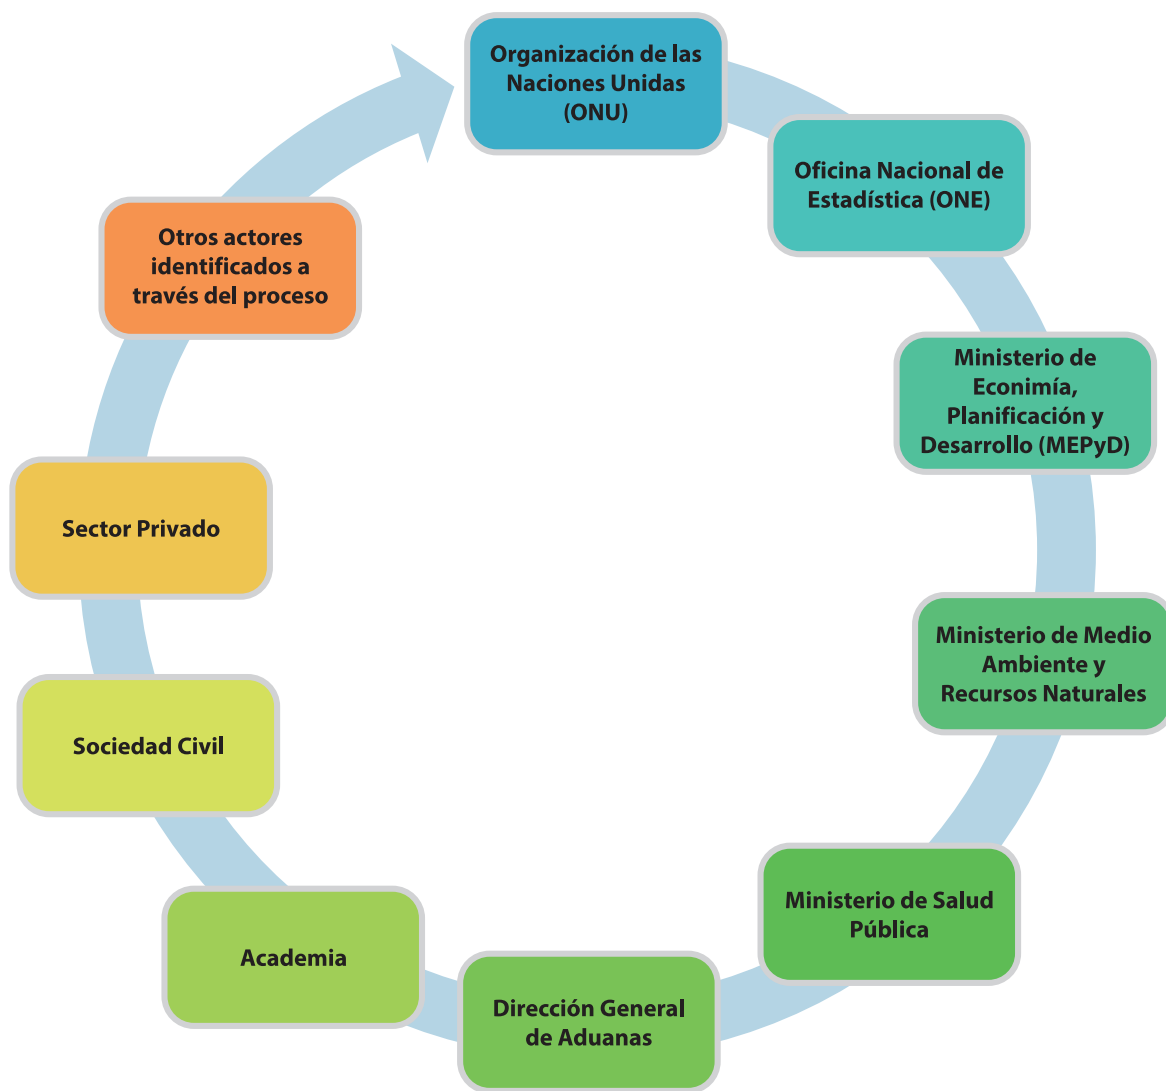 Organización de las
Naciones Unidas
(ONU)
Oficina Nacional de
Estadística (ONE)
Ministerio de
Econimía,
Planificación y
Desarrollo (MEPyD)
Ministerio de Medio
Ambiente y
Recursos Naturales
Ministerio de Salud
Pública
Dirección General
de Aduanas
Academia
Sociedad Civil
Sector Privado
Otros actores
identificados a
través del proceso